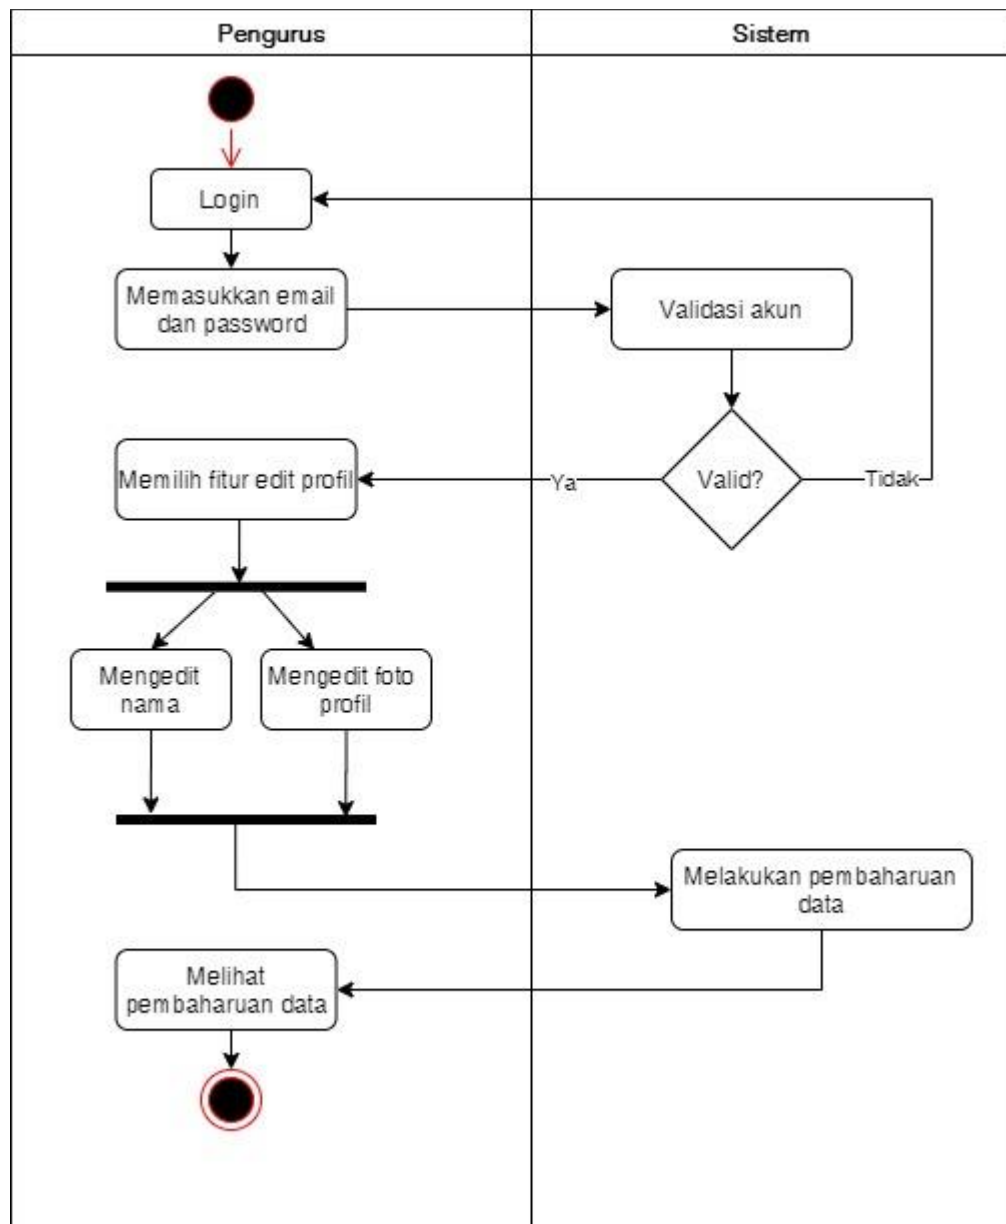 Pengurus
Sistem
Login
Memasukkan email
dan password
Validasi akun
Memilih fitur edit profil
Ya
Valid?
Tidak
Mengedit
nama
Mengedit foto
profil
Melakukan pembaharuan
data
Melihat
pembaharuan data